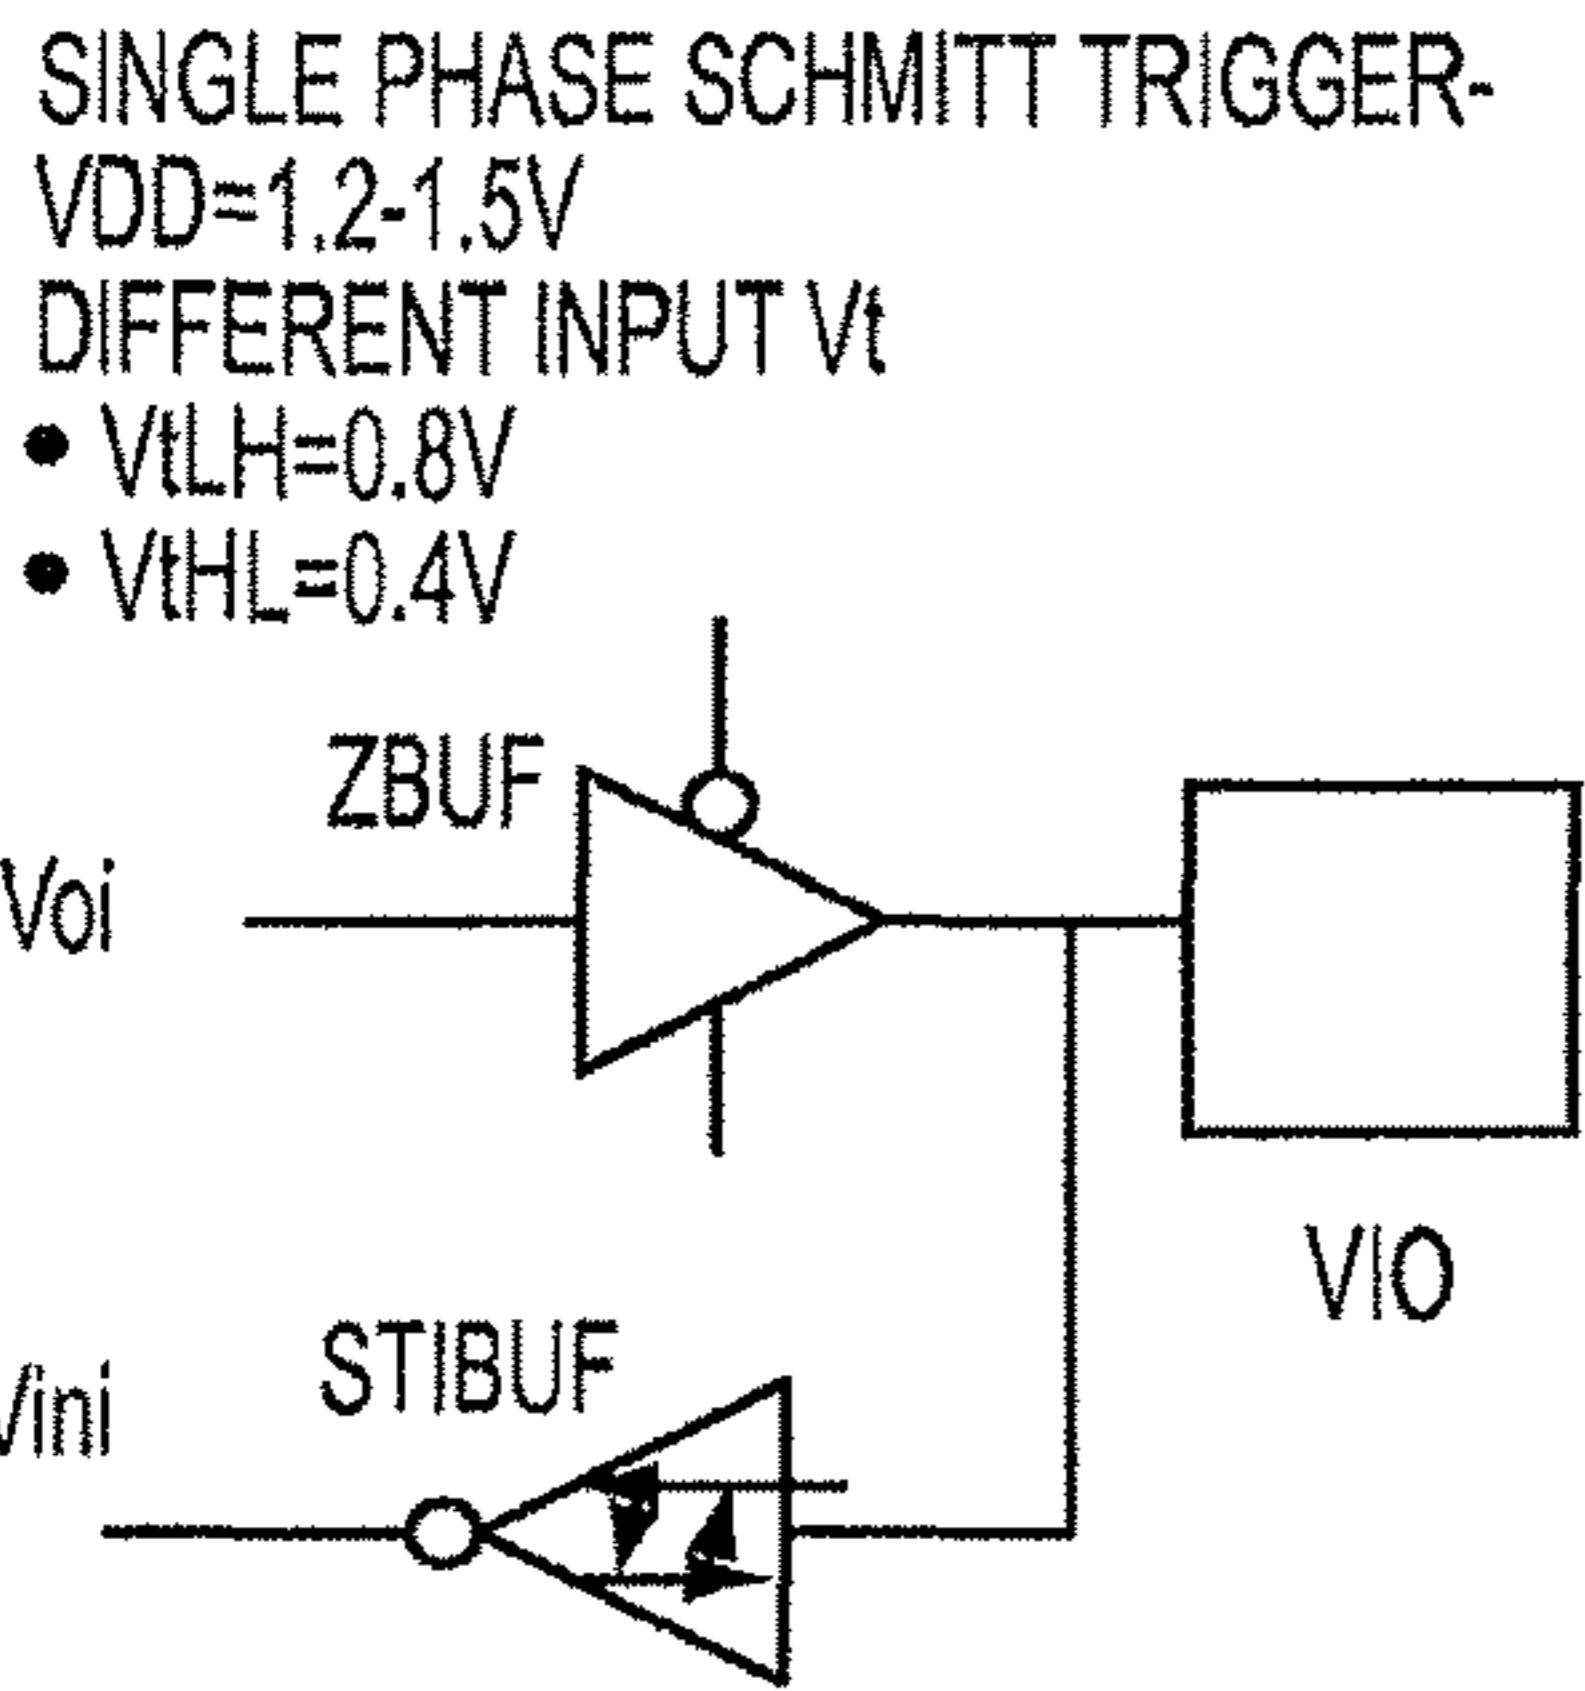 SINGLE PHASE SCHMITT TRIGGER-
VDD=1.2-1.5V
DIFFERENT INPUT Vt
• VtLH=0.8V
• VtHL=0.4V
ZBUF
Voi
VIO
STIBUF
Vini